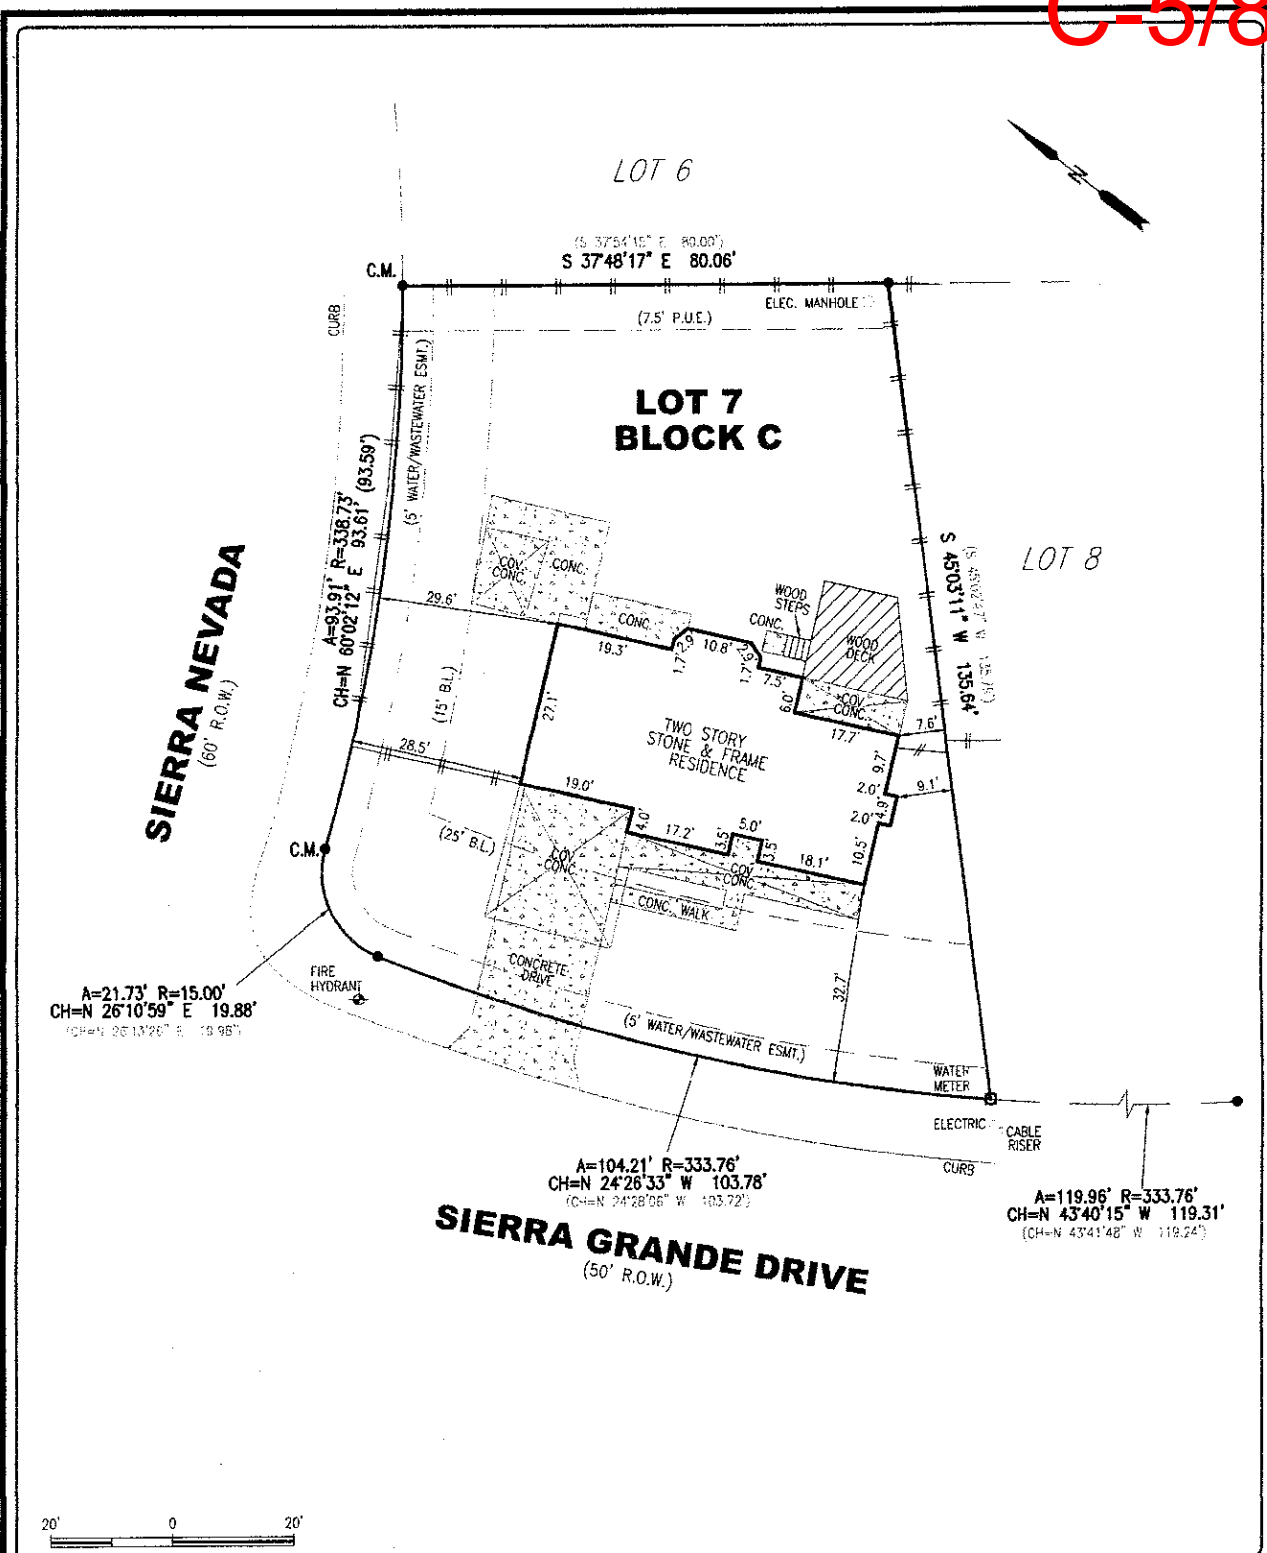 C-5/8
LOT 6
N
(S 37°54'15" E 80.00')
S 37°48'17" E 80.06'
C.M.
ELEC. MANHOLE
(7.5' P.U.E.)
CURB
(5' WATER/WASTEWATER ESMT.)
LOT 7
BLOCK C
A=93.91' R=338.73'
CH=N 60°02'12" E 93.61' (93.59')
S 45°03'11" W 135.64'
LOT 8
SIERRA NEVADA
(60' R.O.W.)
COV.
CONC.
CONC.
CONC.
WOOD
STEPS
CONC.
WOOD
DECK
COV.
CONC.
29.6'
19.3'
1.7'
2.9'
10.8'
2.9'
1.7'
7.5'
6.0'
17.7'
7.6'
27.1'
(15' B.L.)
TWO STORY
STONE & FRAME
RESIDENCE
9.7'
2.0'
4.9'
2.0'
9.1'
28.5'
19.0'
4.0'
17.2'
3.5'
5.0'
3.5'
18.1'
10.5'
(25' B.L.)
C.M.
COV.
CONC.
COV.
CONC.
CONC. WALK
CONCRETE
DRIVE
32.7'
FIRE
HYDRANT
A=21.73' R=15.00'
CH=N 26°10'59" E 19.88'
(5' WATER/WASTEWATER ESMT.)
WATER
METER
ELECTRIC
CABLE
RISER
CURB
A=104.21' R=333.76'
CH=N 24°26'33" W 103.78'
(CH=N 24°28'06" W 103.72')
A=119.96' R=333.76'
CH=N 43°40'15" W 119.31'
(CH=N 43°41'48" W 119.24')
SIERRA GRANDE DRIVE
(50' R.O.W.)
20' 0 20'